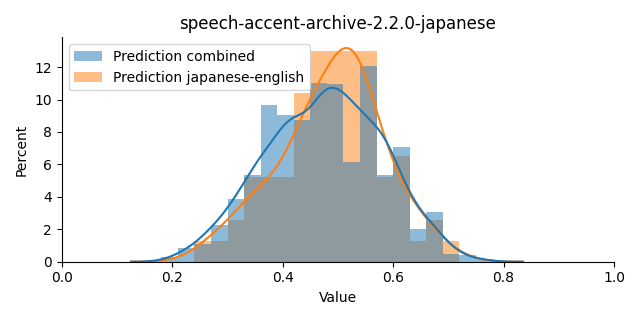 speech-accent-archive-2.2.0-japanese
Prediction combined
Prediction japanese-english
Percent
12
10
8
6
4
2
0
0.0 0.2 0.4 0.6 0.8 1.0
Value